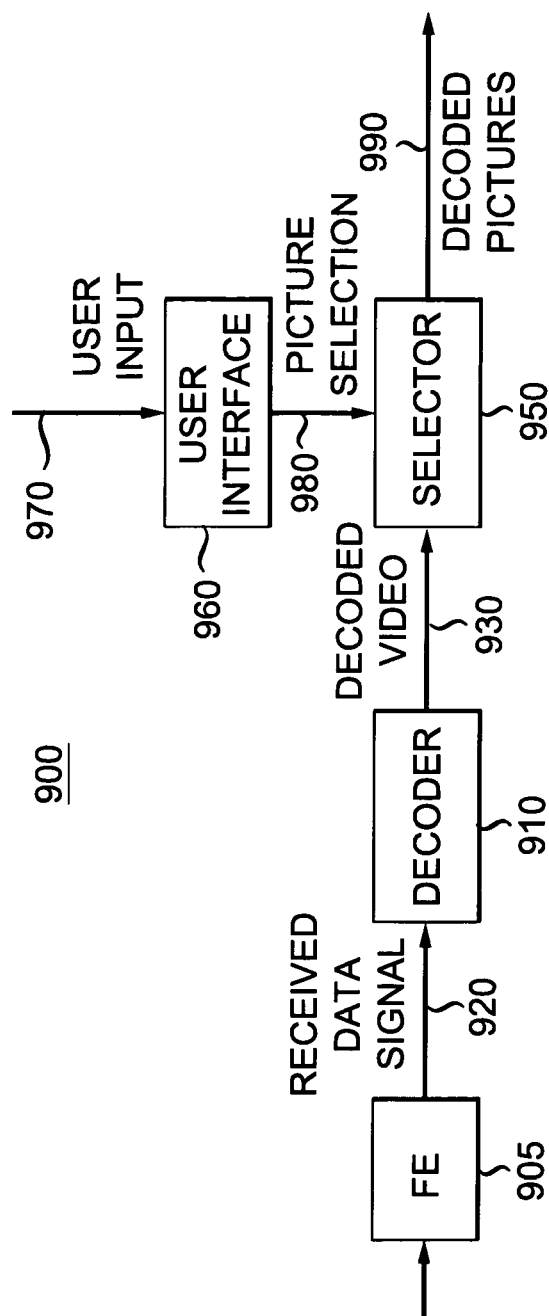 900
970
USER
INPUT
USER
INTERFACE
960
980
PICTURE
SELECTION
FE
905
RECEIVED
DATA
SIGNAL
920
DECODER
910
DECODED
VIDEO
930
SELECTOR
950
990
DECODED
PICTURES